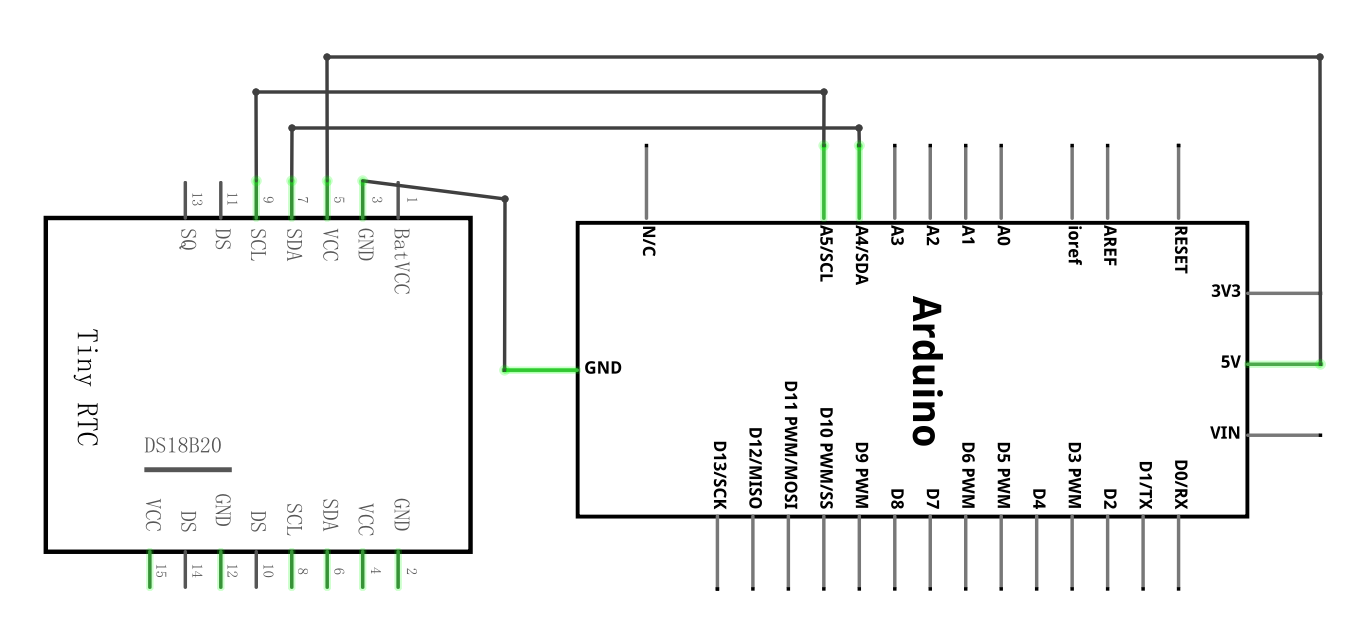 13
11
9
7
5
3
1
SQ
DS
SCL
SDA
VCC
GND
BatVCC
Tiny RTC
DS18B20
VCC
DS
GND
DS
SCL
SDA
VCC
GND
15
14
12
10
8
6
4
2
N/C
A5/SCL
A4/SDA
A3
A2
A1
A0
ioref
AREF
RESET
3V3
5V
VIN
GND
Arduino
D13/SCK
D12/MISO
D11 PWM/MOSI
D10 PWM/SS
D9 PWM
D8
D7
D6 PWM
D5 PWM
D4
D3 PWM
D2
D1/TX
D0/RX